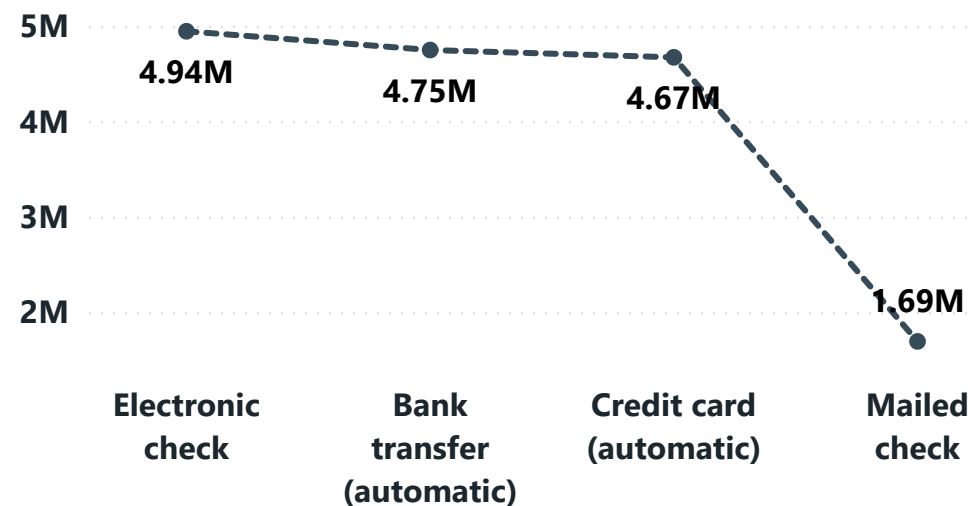 5M
4.94M
4.75M
4.67M
4M
3M
2M
1.69M
Electronic check
Bank transfer (automatic)
Credit card (automatic)
Mailed check